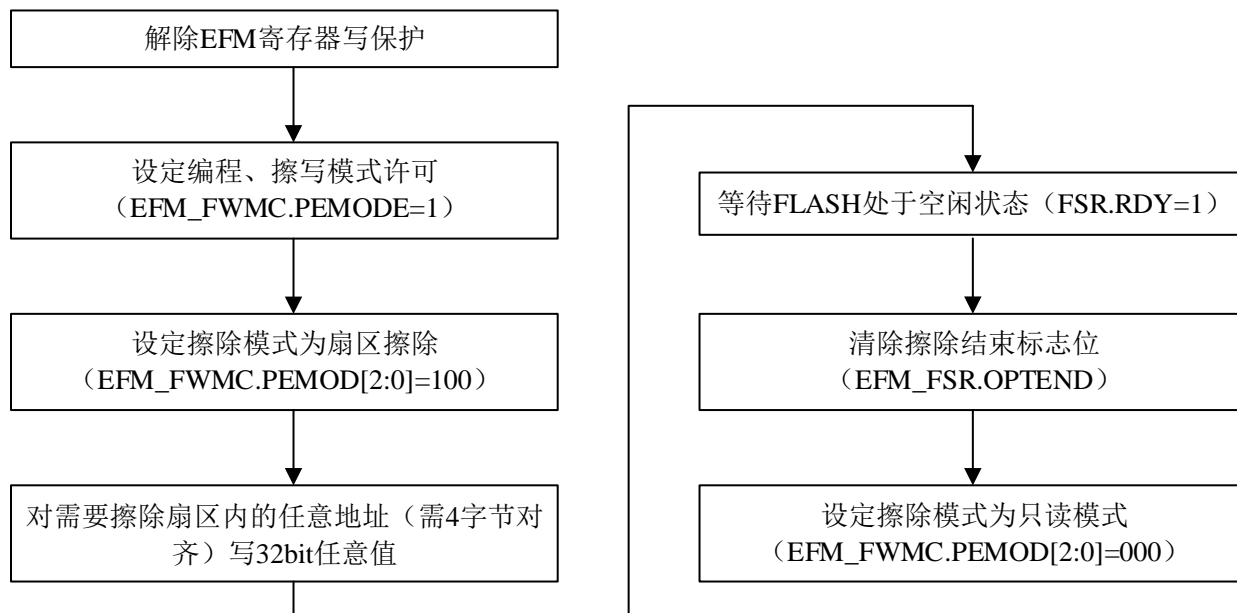 解除EFM寄存器写保护
设定编程、擦写模式许可
（EFM_FWMC.PEMODE=1）
设定擦除模式为扇区擦除
（EFM_FWMC.PEMOD[2:0]=100）
对需要擦除扇区内的任意地址（需4字节对
齐）写32bit任意值
等待FLASH处于空闲状态（FSR.RDY=1）
清除擦除结束标志位
（EFM_FSR.OPTEND）
设定擦除模式为只读模式
（EFM_FWMC.PEMOD[2:0]=000）